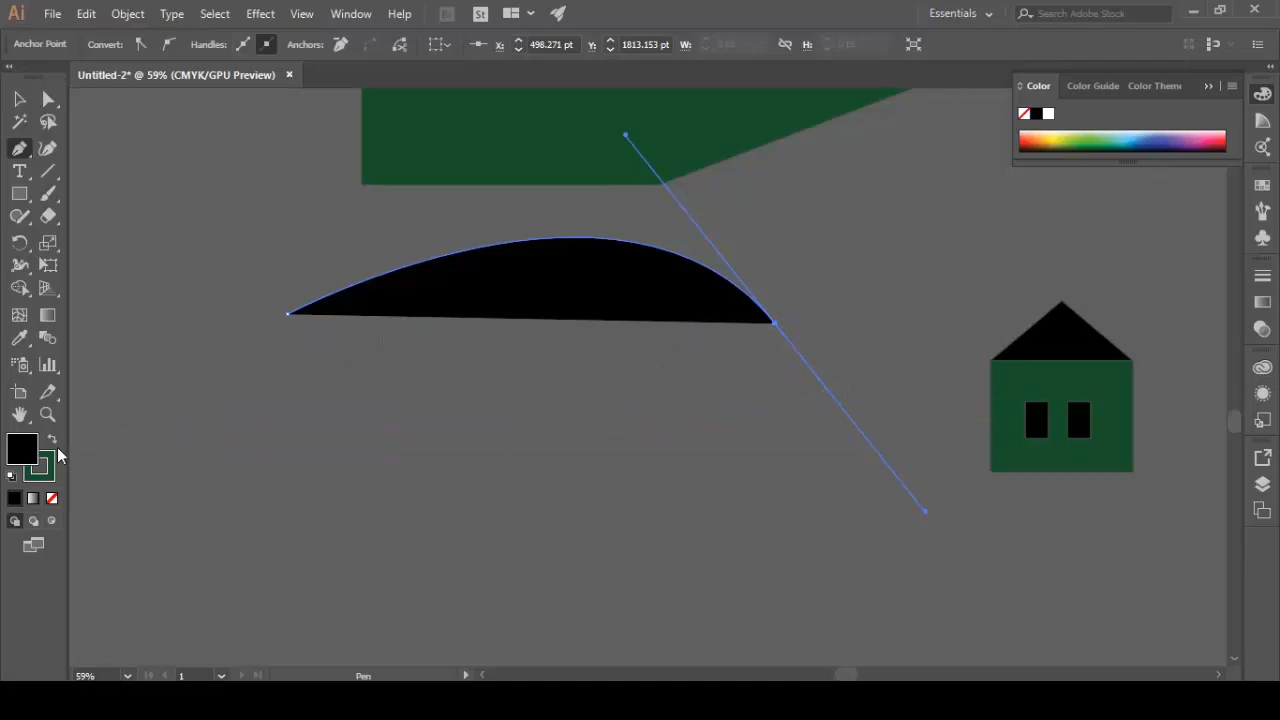 Ai File Edit Object Type Select Effect View Window Help Br St Essentials Search Adobe Stock
Anchor Point Convert: Handles: Anchors: X: 498.271 pt Y: 1813.153 pt W: H:
Untitled-2* @ 59% (CMYK/GPU Preview)
Color Color Guide Color Theme
T
59% 1 Pen